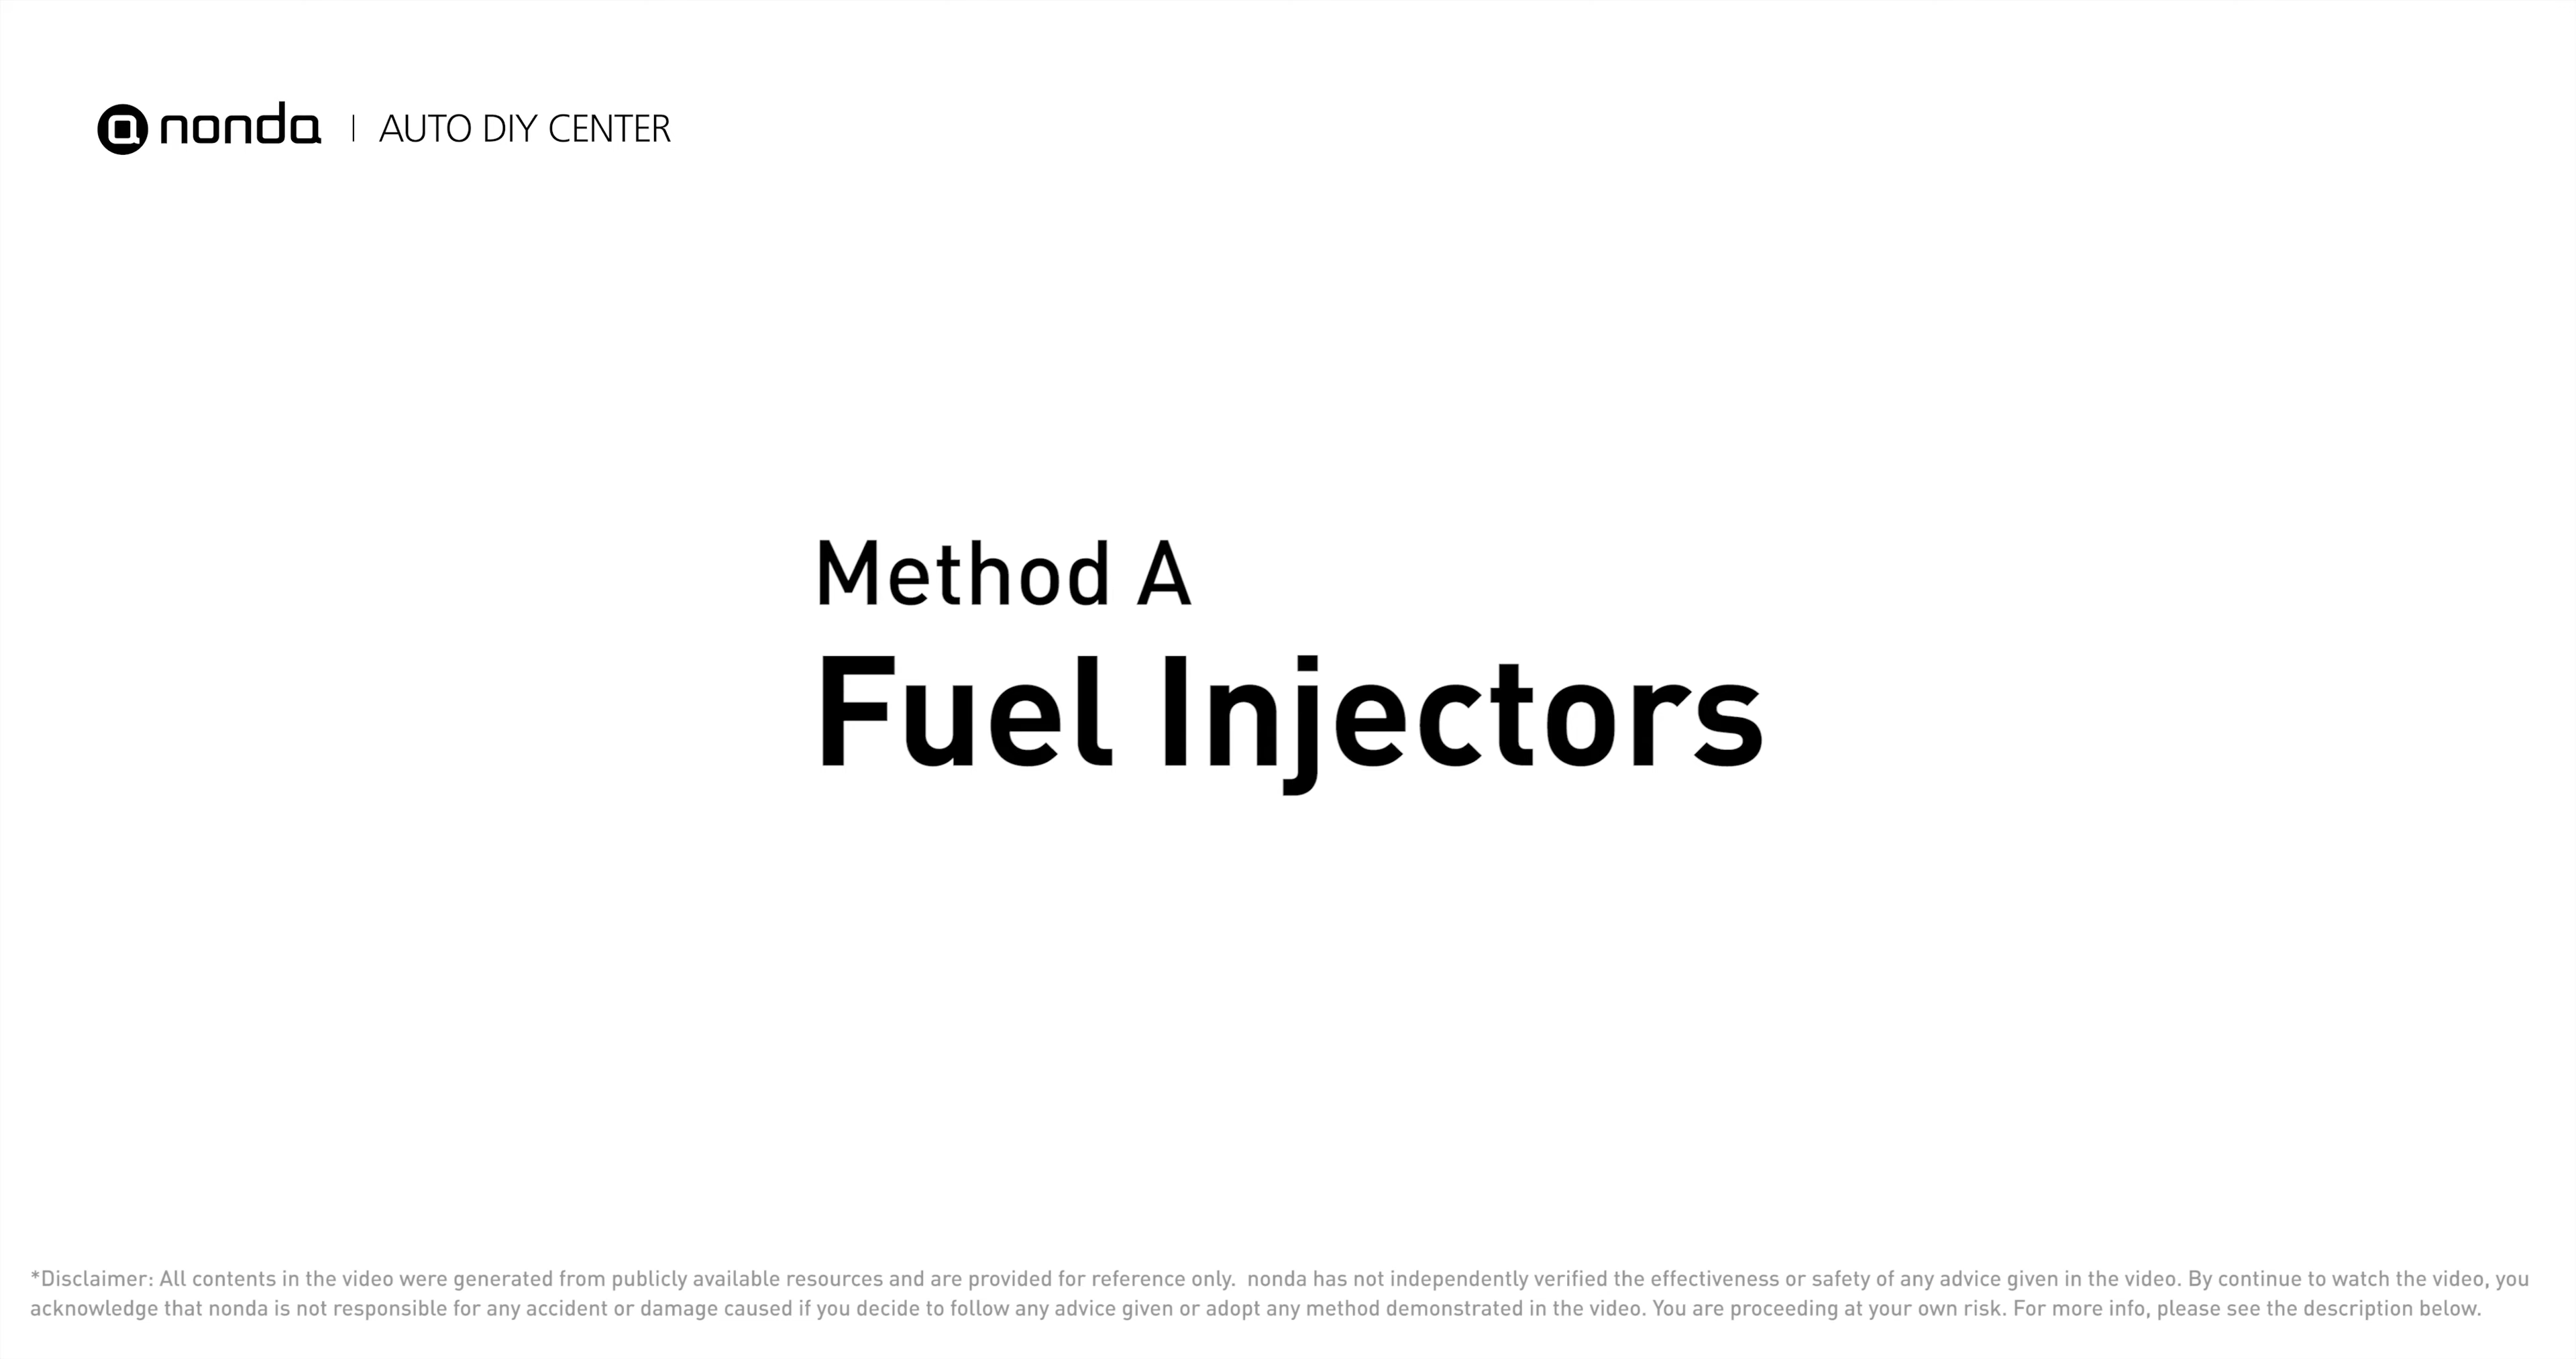 nonda | AUTO DIY CENTER
Method A
Fuel Injectors
*Disclaimer: All contents in the video were generated from publicly available resources and are provided for reference only.  nonda has not independently verified the effectiveness or safety of any advice given in the video. By continue to watch the video, you
acknowledge that nonda is not responsible for any accident or damage caused if you decide to follow any advice given or adopt any method demonstrated in the video. You are proceeding at your own risk. For more info, please see the description below.